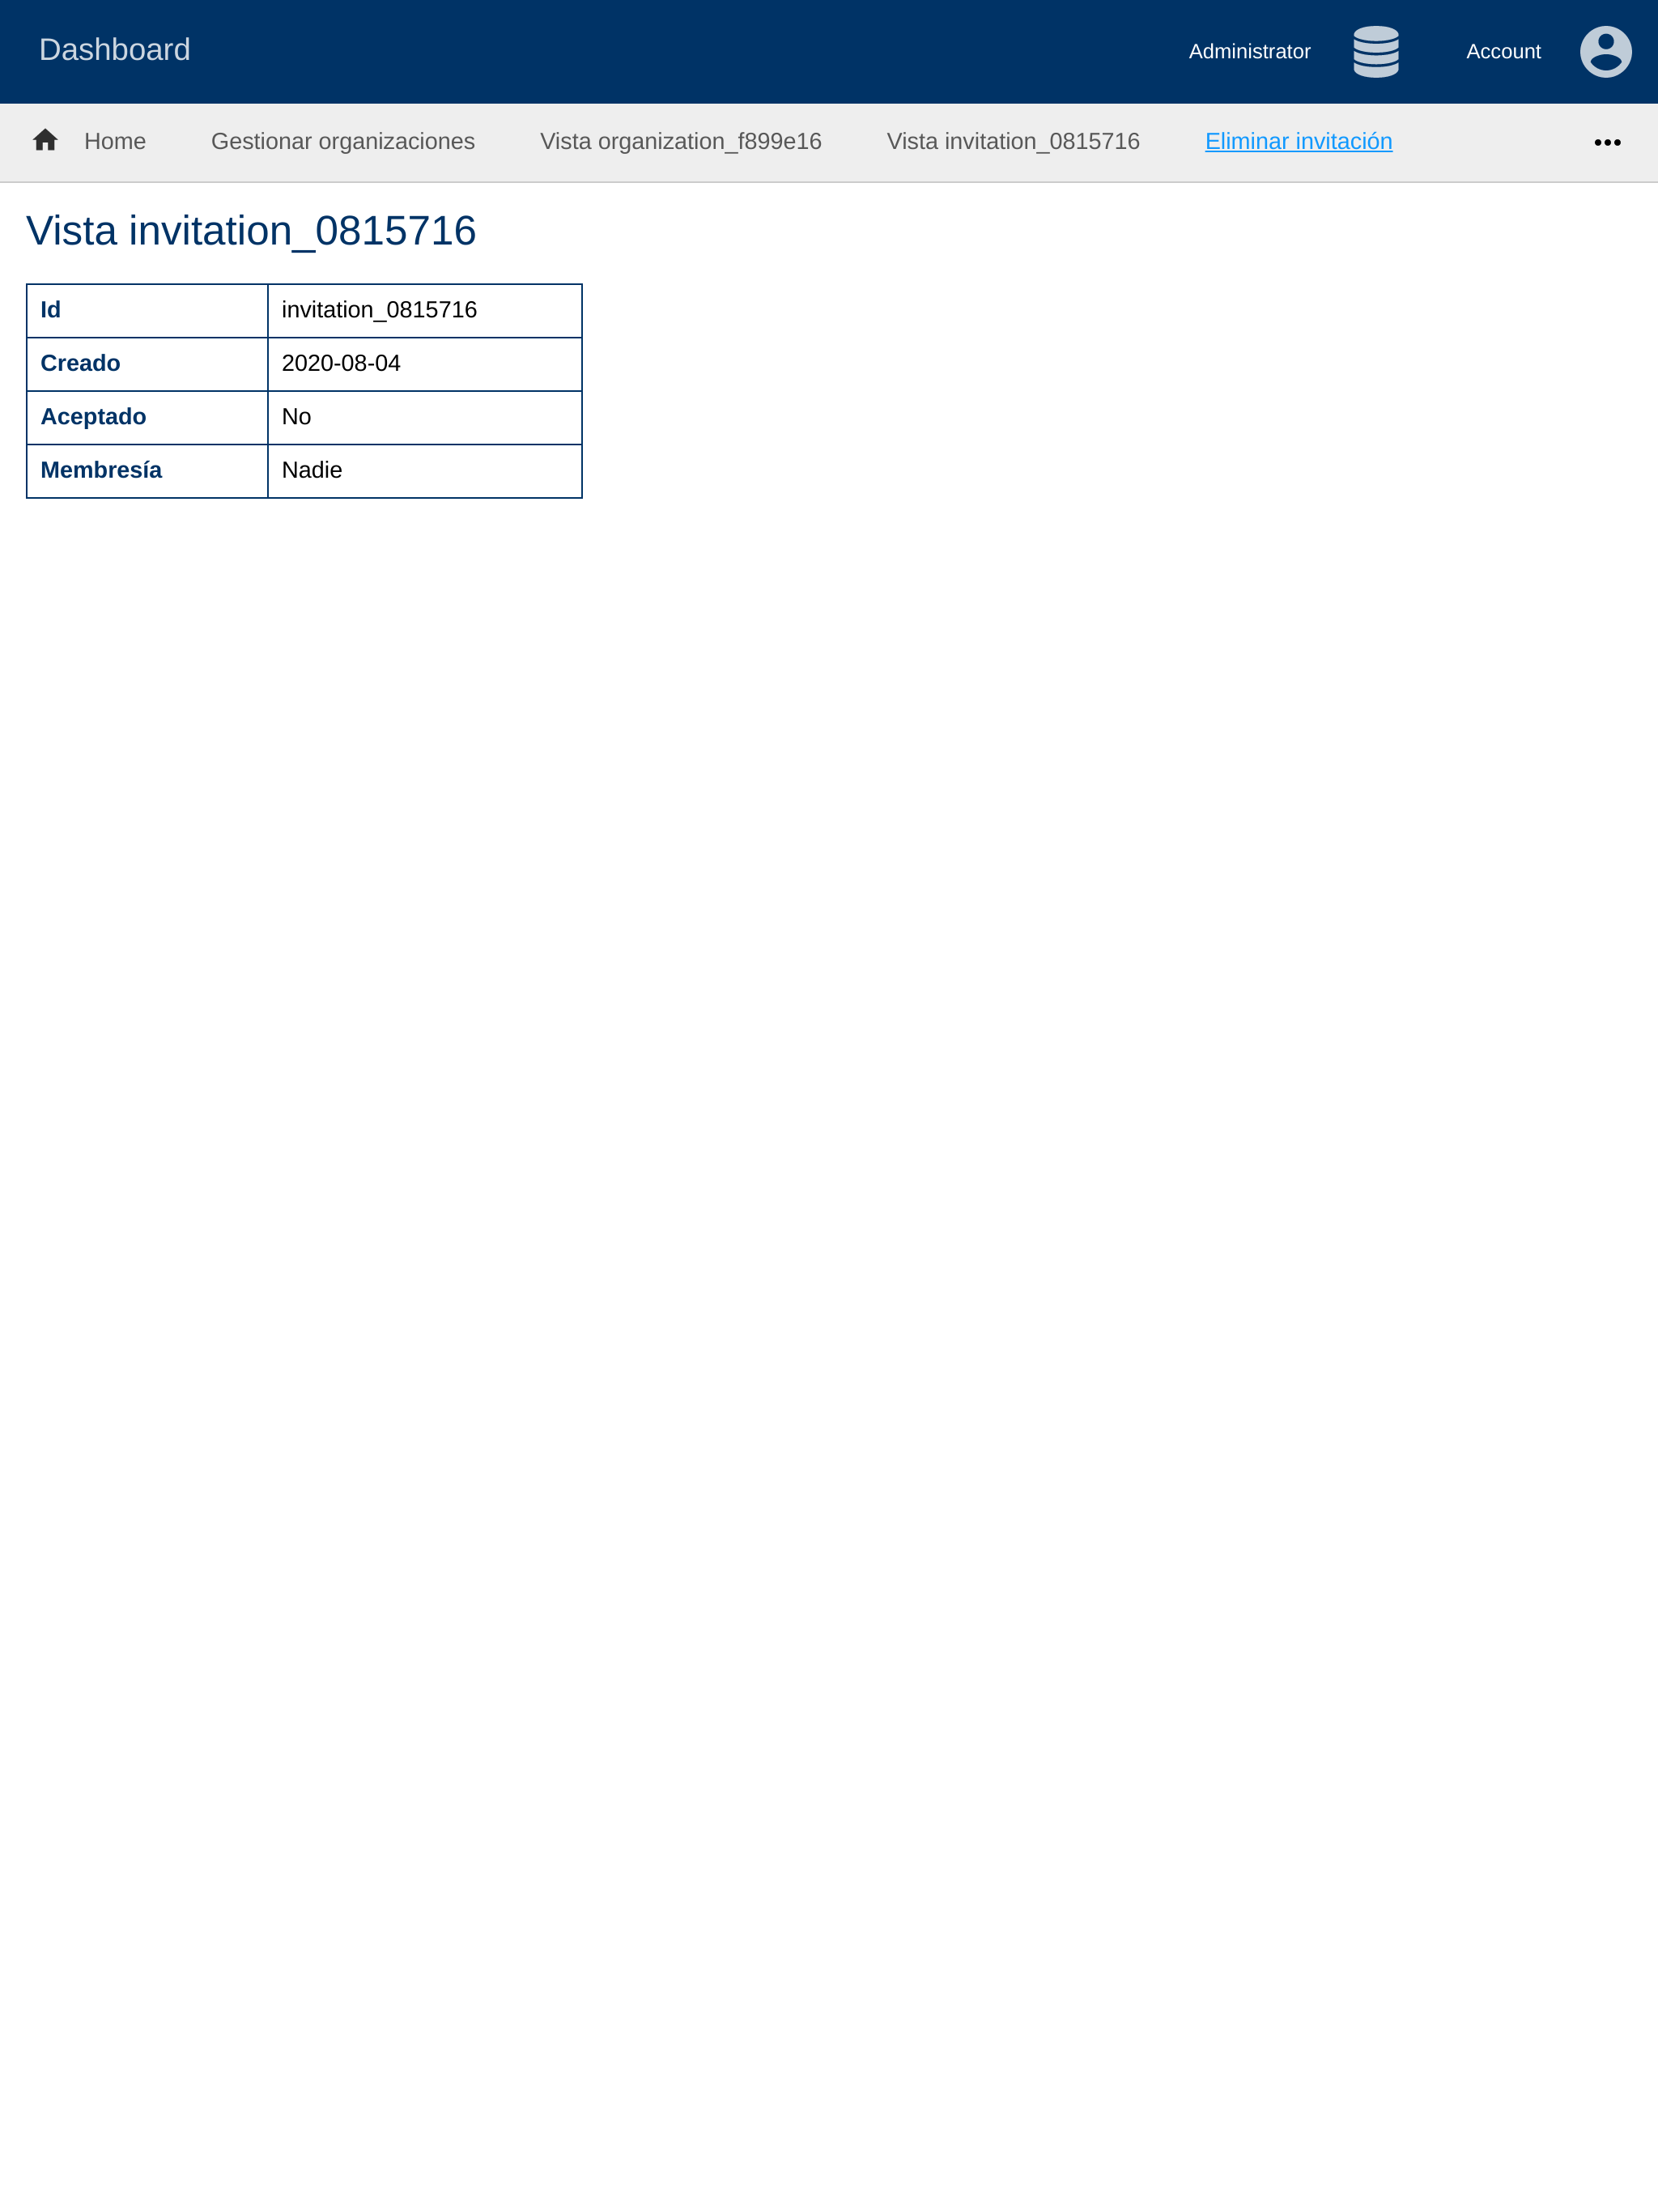 Dashboard Administrator Account
Home Gestionar organizaciones Vista organization_f899e16 Vista invitation_0815716 Eliminar invitación •••
Vista invitation_0815716
Id invitation_0815716
Creado 2020-08-04
Aceptado No
Membresía Nadie